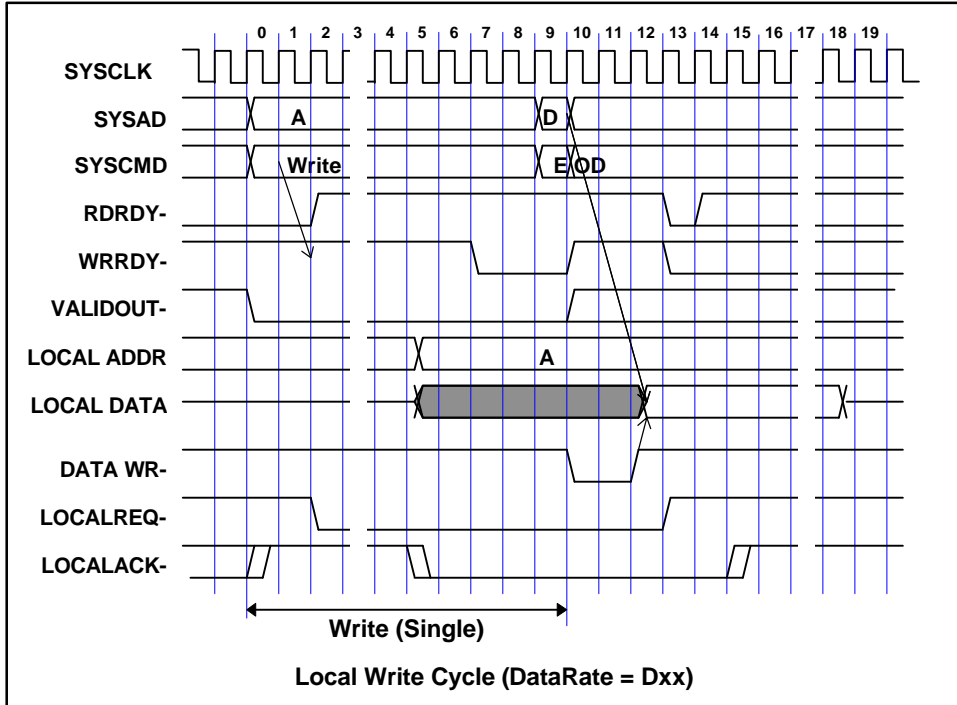 0 1 2 3 4 5 6 7 8 9 10 11 12 13 14 15 16 17 18 19
SYSCLK
SYSAD A D
SYSCMD Write EOD
RDRDY-
WRRDY-
VALIDOUT-
LOCAL ADDR A
LOCAL DATA
DATA WR-
LOCALREQ-
LOCALACK-
Write (Single)
Local Write Cycle (DataRate = Dxx)